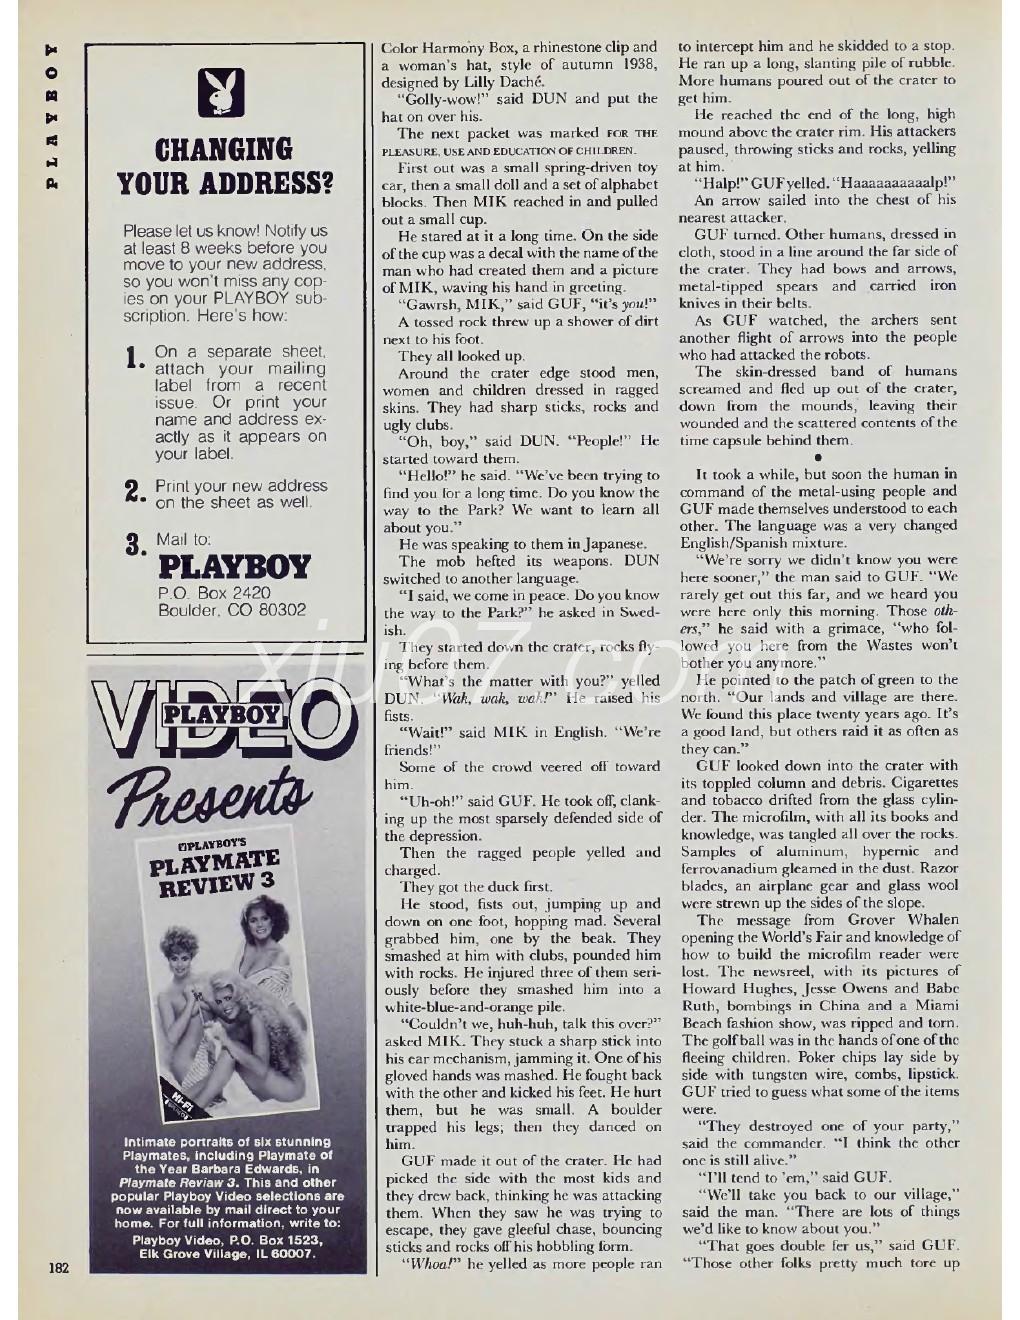 PLAYBOY
CHANGING
YOUR ADDRESS?
Please let us know! Notify us
at least 8 weeks before you
move to your new address,
so you won't miss any cop-
ies on your PLAYBOY sub-
scription. Here's how:
1. On a separate sheet,
attach your mailing
label from a recent
issue. Or print your
name and address ex-
actly as it appears on
your label.
2. Print your new address
on the sheet as well.
3. Mail to:
PLAYBOY
P.O. Box 2420
Boulder, CO 80302
VIDEO
PLAYBOY
Presents
PLAYBOY'S
PLAYMATE
REVIEW 3
HI-FI
Intimate portraits of six stunning
Playmates, including Playmate of
the Year Barbara Edwards, in
Playmate Review 3. This and other
popular Playboy Video selections are
now available by mail direct to your
home. For full information, write to:
Playboy Video, P.O. Box 1523,
Elk Grove Village, IL 60007.
182
Color Harmony Box, a rhinestone clip and
a woman's hat, style of autumn 1938,
designed by Lilly Daché.
"Golly-wow!" said DUN and put the
hat on over his.
The next packet was marked FOR THE
PLEASURE, USE AND EDUCATION OF CHILDREN.
First out was a small spring-driven toy
car, then a small doll and a set of alphabet
blocks. Then MIK reached in and pulled
out a small cup.
He stared at it a long time. On the side
of the cup was a decal with the name of the
man who had created them and a picture
of MIK, waving his hand in greeting.
"Gawrsh, MIK," said GUF, "it's you!"
A tossed rock threw up a shower of dirt
next to his foot.
They all looked up.
Around the crater edge stood men,
women and children dressed in ragged
skins. They had sharp sticks, rocks and
ugly clubs.
"Oh, boy," said DUN. "People!" He
started toward them.
"Hello!" he said. "We've been trying to
find you for a long time. Do you know the
way to the Park? We want to learn all
about you."
He was speaking to them in Japanese.
The mob hefted its weapons. DUN
switched to another language.
"I said, we come in peace. Do you know
the way to the Park?" he asked in Swed-
ish.
They started down the crater, rocks fly-
ing before them.
"What's the matter with you?" yelled
DUN. "Wak, wak, wak!" He raised his
fists.
"Wait!" said MIK in English. "We're
friends!"
Some of the crowd veered off toward
him.
"Uh-oh!" said GUF. He took off, clank-
ing up the most sparsely defended side of
the depression.
Then the ragged people yelled and
charged.
They got the duck first.
He stood, fists out, jumping up and
down on one foot, hopping mad. Several
grabbed him, one by the beak. They
smashed at him with clubs, pounded him
with rocks. He injured three of them seri-
ously before they smashed him into a
white-blue-and-orange pile.
"Couldn't we, huh-huh, talk this over?"
asked MIK. They stuck a sharp stick into
his ear mechanism, jamming it. One of his
gloved hands was mashed. He fought back
with the other and kicked his feet. He hurt
them, but he was small. A boulder
trapped his legs; then they danced on
him.
GUF made it out of the crater. He had
picked the side with the most kids and
they drew back, thinking he was attacking
them. When they saw he was trying to
escape, they gave gleeful chase, bouncing
sticks and rocks off his hobbling form.
"Whoa!" he yelled as more people ran
to intercept him and he skidded to a stop.
He ran up a long, slanting pile of rubble.
More humans poured out of the crater to
get him.
He reached the end of the long, high
mound above the crater rim. His attackers
paused, throwing sticks and rocks, yelling
at him.
"Halp!" GUF yelled. "Haaaaaaaaaalp!"
An arrow sailed into the chest of his
nearest attacker.
GUF turned. Other humans, dressed in
cloth, stood in a line around the far side of
the crater. They had bows and arrows,
metal-tipped spears and carried iron
knives in their belts.
As GUF watched, the archers sent
another flight of arrows into the people
who had attacked the robots.
The skin-dressed band of humans
screamed and fled up out of the crater,
down from the mounds, leaving their
wounded and the scattered contents of the
time capsule behind them.
•
It took a while, but soon the human in
command of the metal-using people and
GUF made themselves understood to each
other. The language was a very changed
English/Spanish mixture.
"We're sorry we didn't know you were
here sooner," the man said to GUF. "We
rarely get out this far, and we heard you
were here only this morning. Those oth-
ers," he said with a grimace, "who fol-
lowed you here from the Wastes won't
bother you anymore."
He pointed to the patch of green to the
north. "Our lands and village are there.
We found this place twenty years ago. It's
a good land, but others raid it as often as
they can."
GUF looked down into the crater with
its toppled column and debris. Cigarettes
and tobacco drifted from the glass cylin-
der. The microfilm, with all its books and
knowledge, was tangled all over the rocks.
Samples of aluminum, hypernic and
ferrovanadium gleamed in the dust. Razor
blades, an airplane gear and glass wool
were strewn up the sides of the slope.
The message from Grover Whalen
opening the World's Fair and knowledge of
how to build the microfilm reader were
lost. The newsreel, with its pictures of
Howard Hughes, Jesse Owens and Babe
Ruth, bombings in China and a Miami
Beach fashion show, was ripped and torn.
The golf ball was in the hands of one of the
fleeing children. Poker chips lay side by
side with tungsten wire, combs, lipstick.
GUF tried to guess what some of the items
were.
"They destroyed one of your party,"
said the commander. "I think the other
one is still alive."
"I'll tend to 'em," said GUF.
"We'll take you back to our village,"
said the man. "There are lots of things
we'd like to know about you."
"That goes double fer us," said GUF.
"Those other folks pretty much tore up